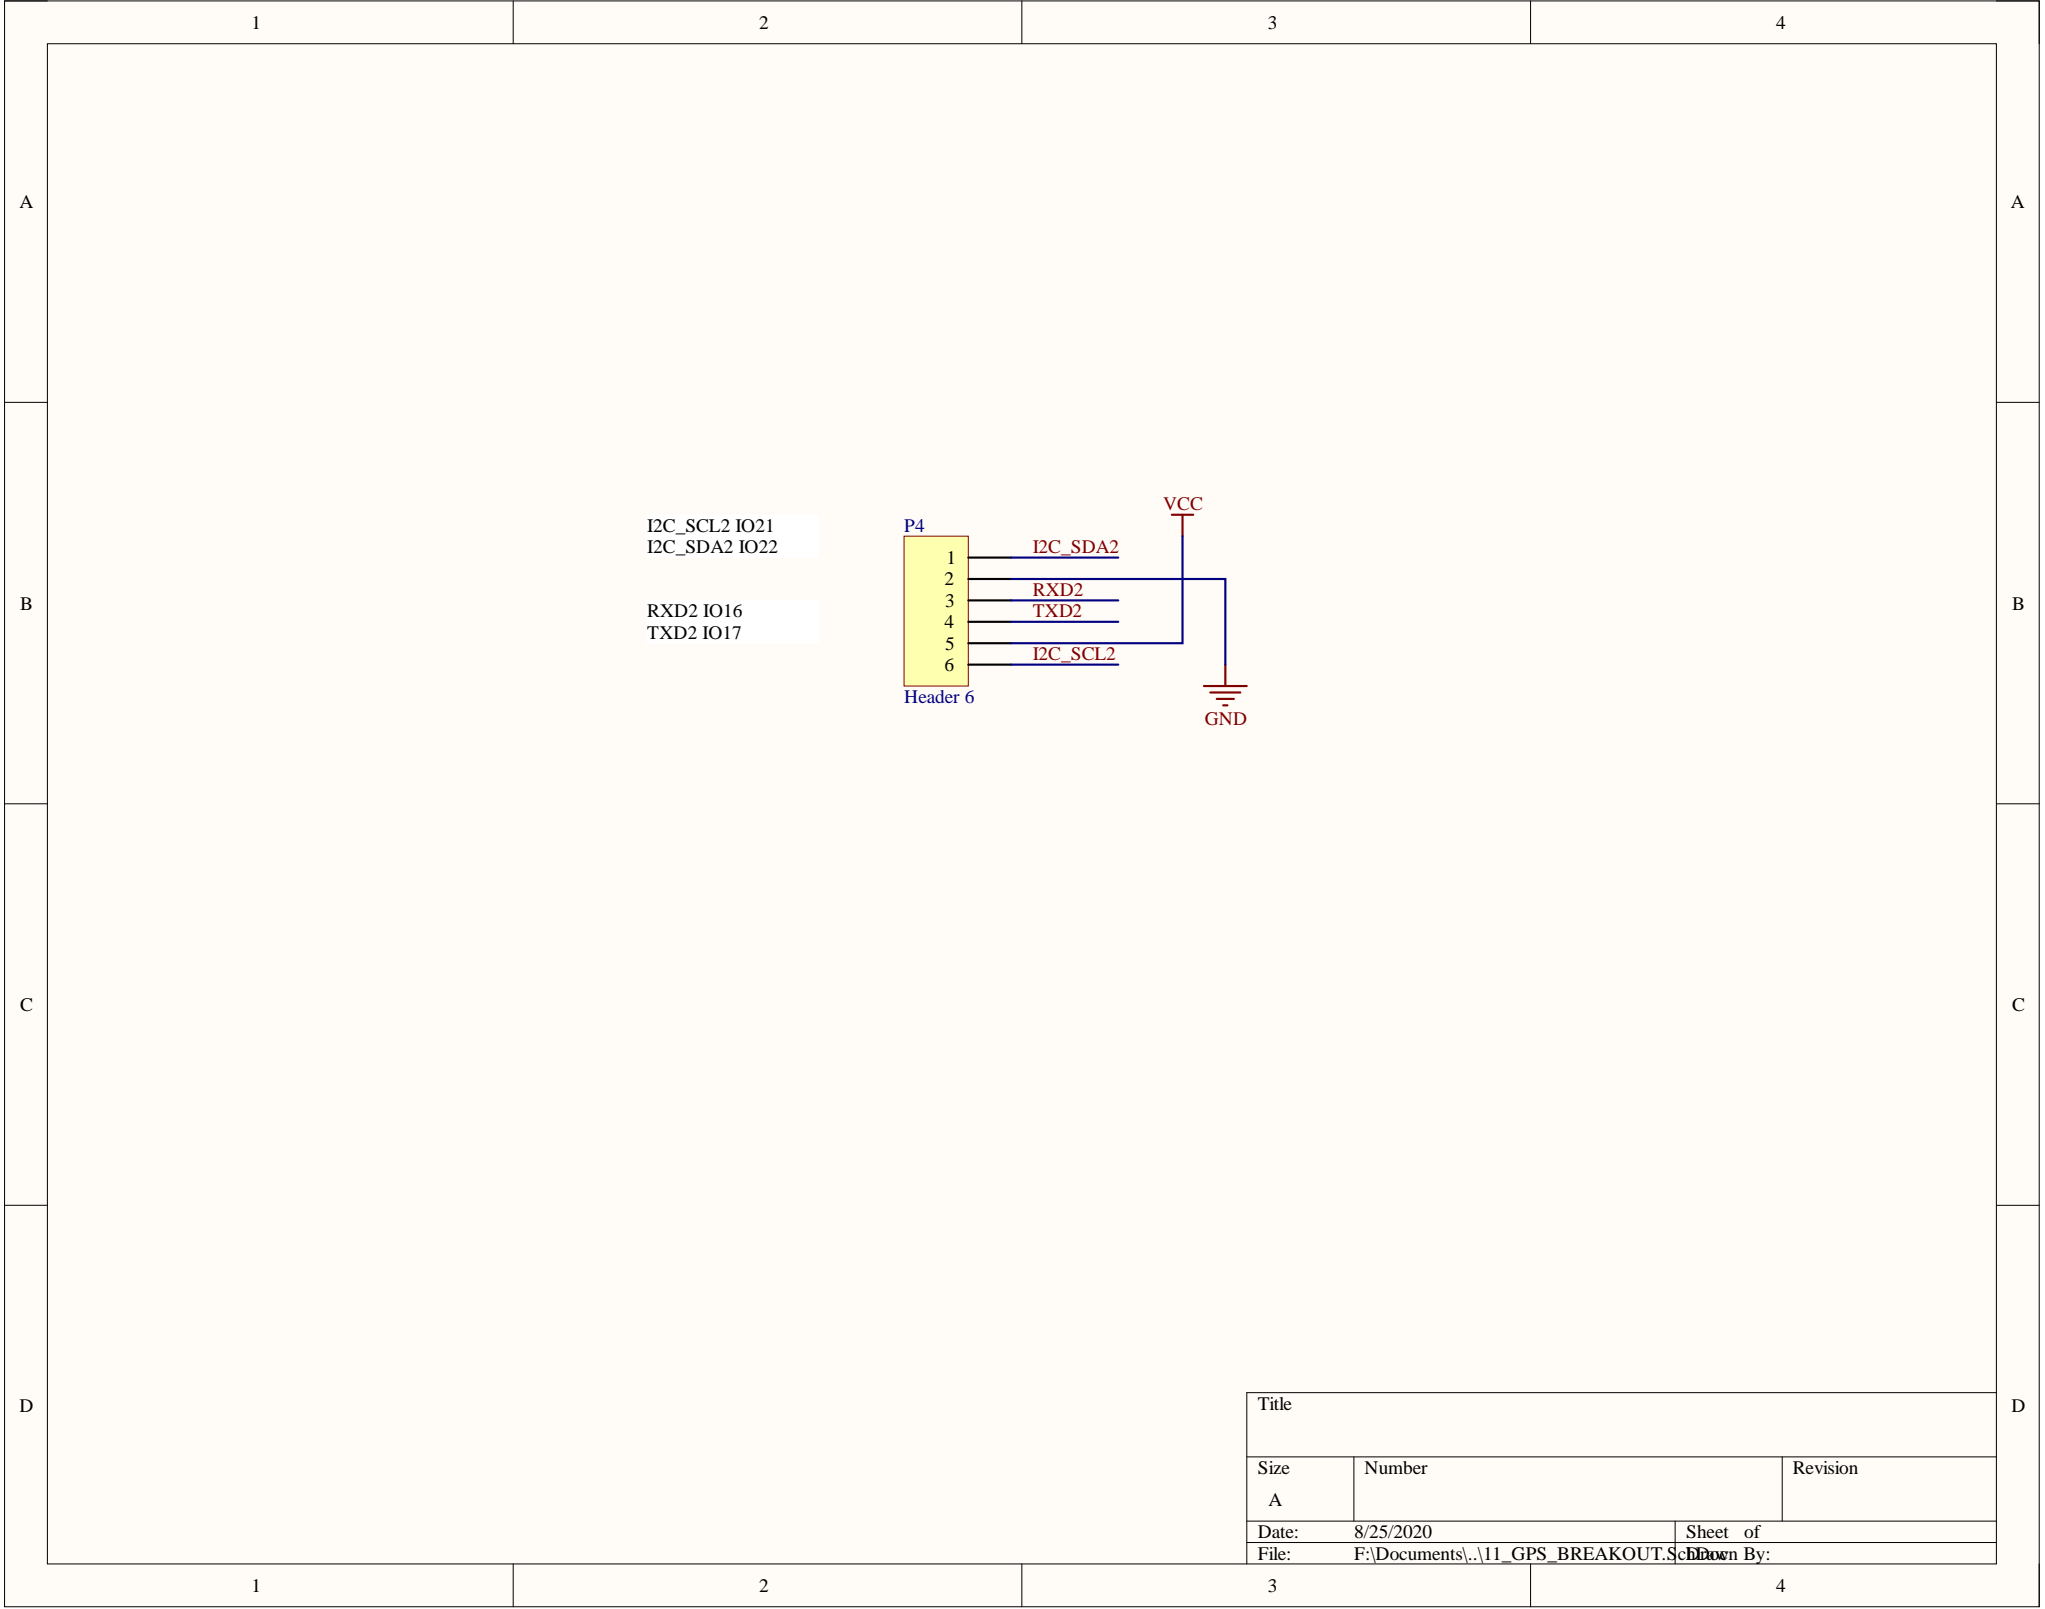 1 2 3 4
A A
I2C_SCL2 IO21
I2C_SDA2 IO22
RXD2 IO16
TXD2 IO17
P4
1 I2C_SDA2
2
3 RXD2
4 TXD2
5
6 I2C_SCL2
Header 6
VCC
GND
B B
C C
D D
Title
Size Number Revision
A
Date: 8/25/2020 Sheet of
File: F:\Documents\..\11_GPS_BREAKOUT.SchDoc Drawn By:
1 2 3 4